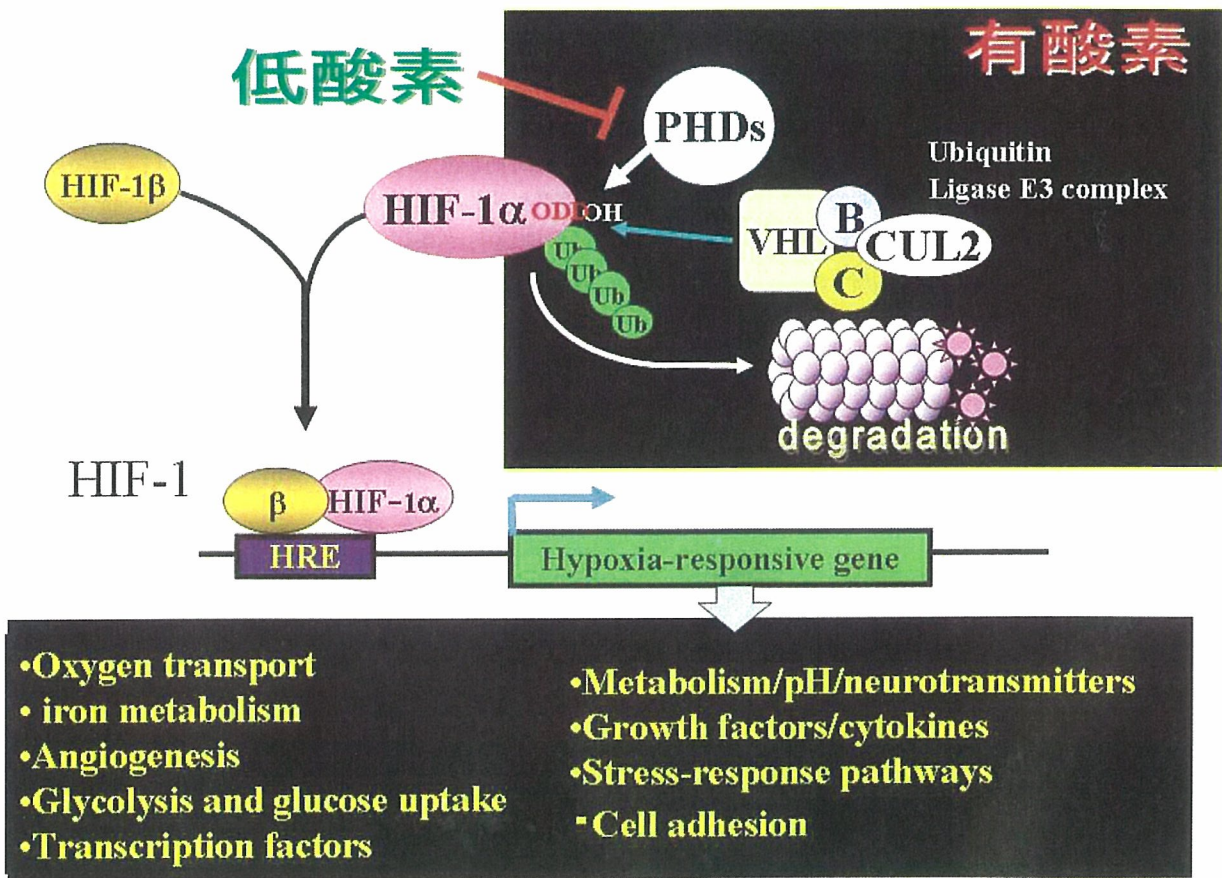 低酸素
有酸素
PHDs
Ubiquitin
Ligase E3 complex
HIF-1β
HIF-1α
ODD
OH
VHL
B
C
CUL2
Ub
Ub
Ub
Ub
degradation
HIF-1
β
HIF-1α
HRE
Hypoxia-responsive gene
•Oxygen transport
• iron metabolism
•Angiogenesis
•Glycolysis and glucose uptake
•Transcription factors
•Metabolism/pH/neurotransmitters
•Growth factors/cytokines
•Stress-response pathways
▪Cell adhesion